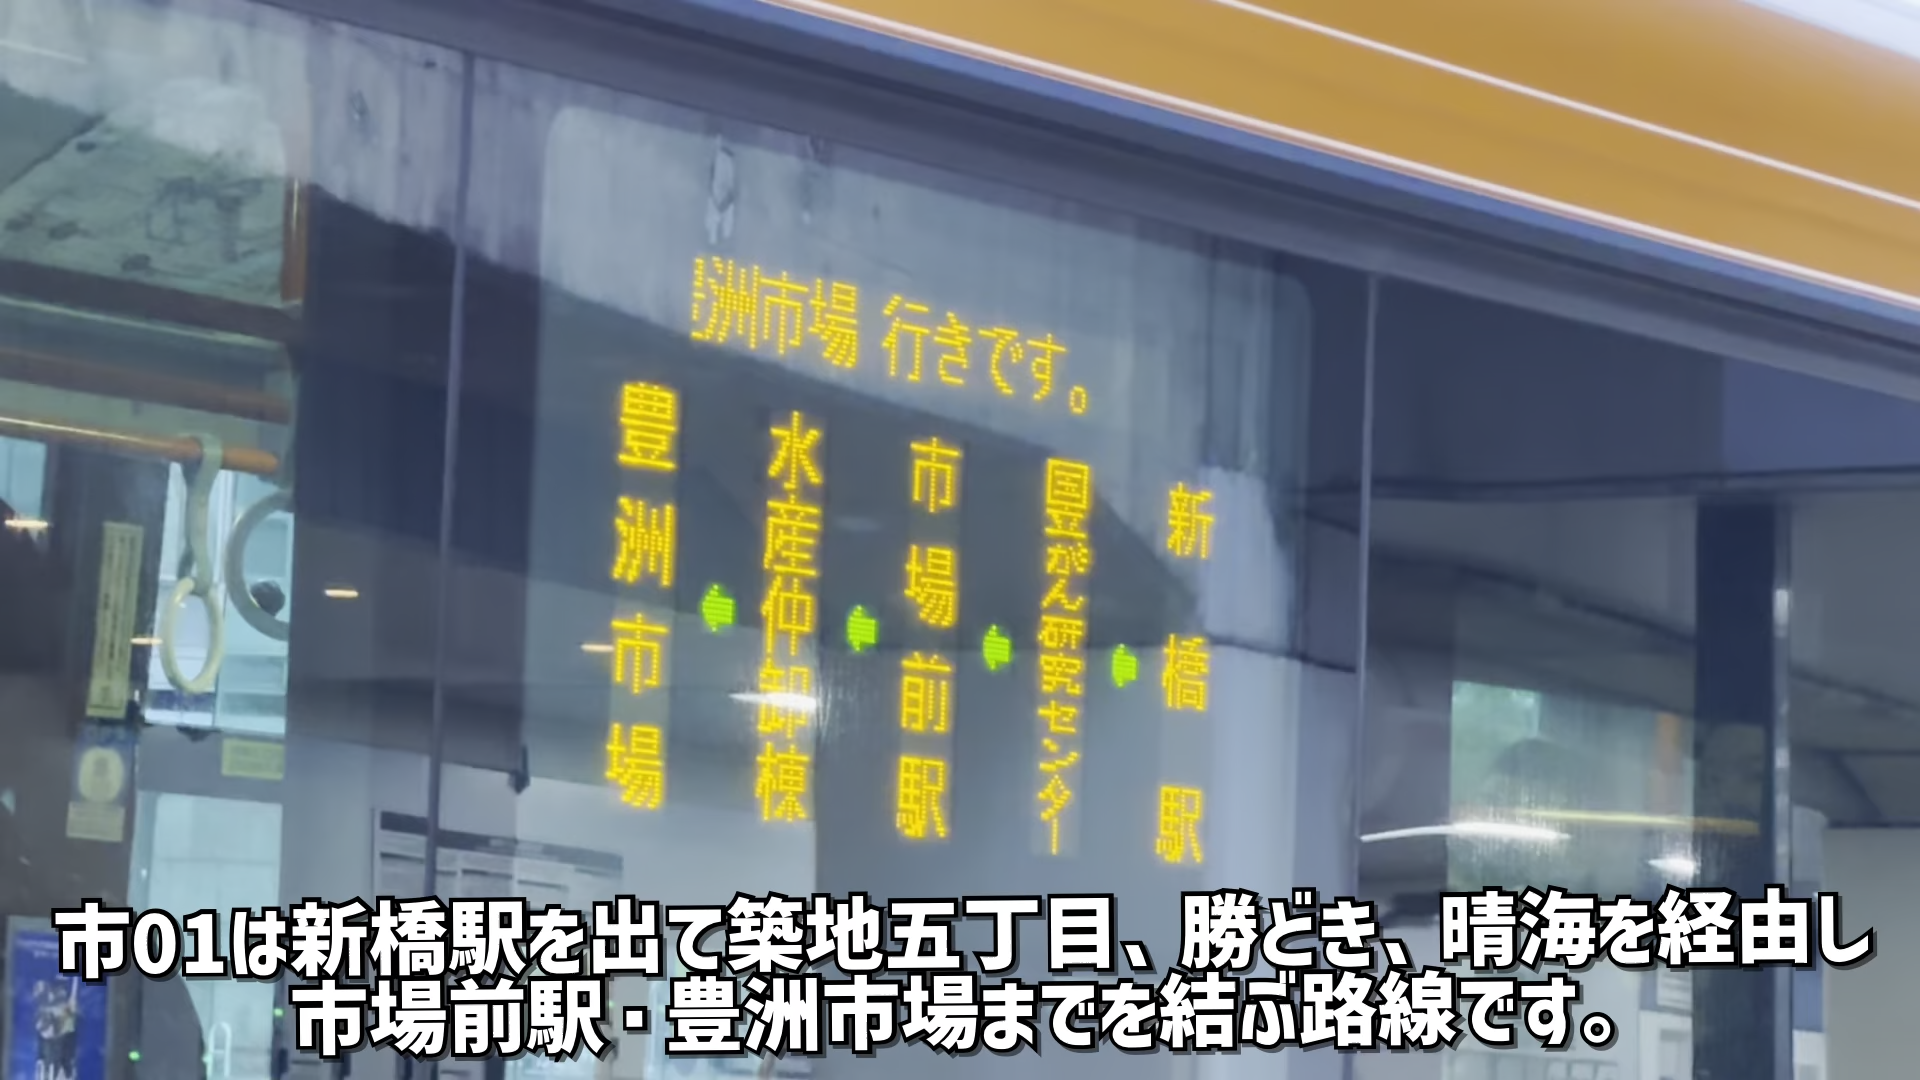 洲市場 行きです。
新橋駅
国立がん研究センター
市場前駅
水産仲卸棟
豊洲市場
市01は新橋駅を出て築地五丁目、勝どき、晴海を経由し
市場前駅・豊洲市場までを結ぶ路線です。